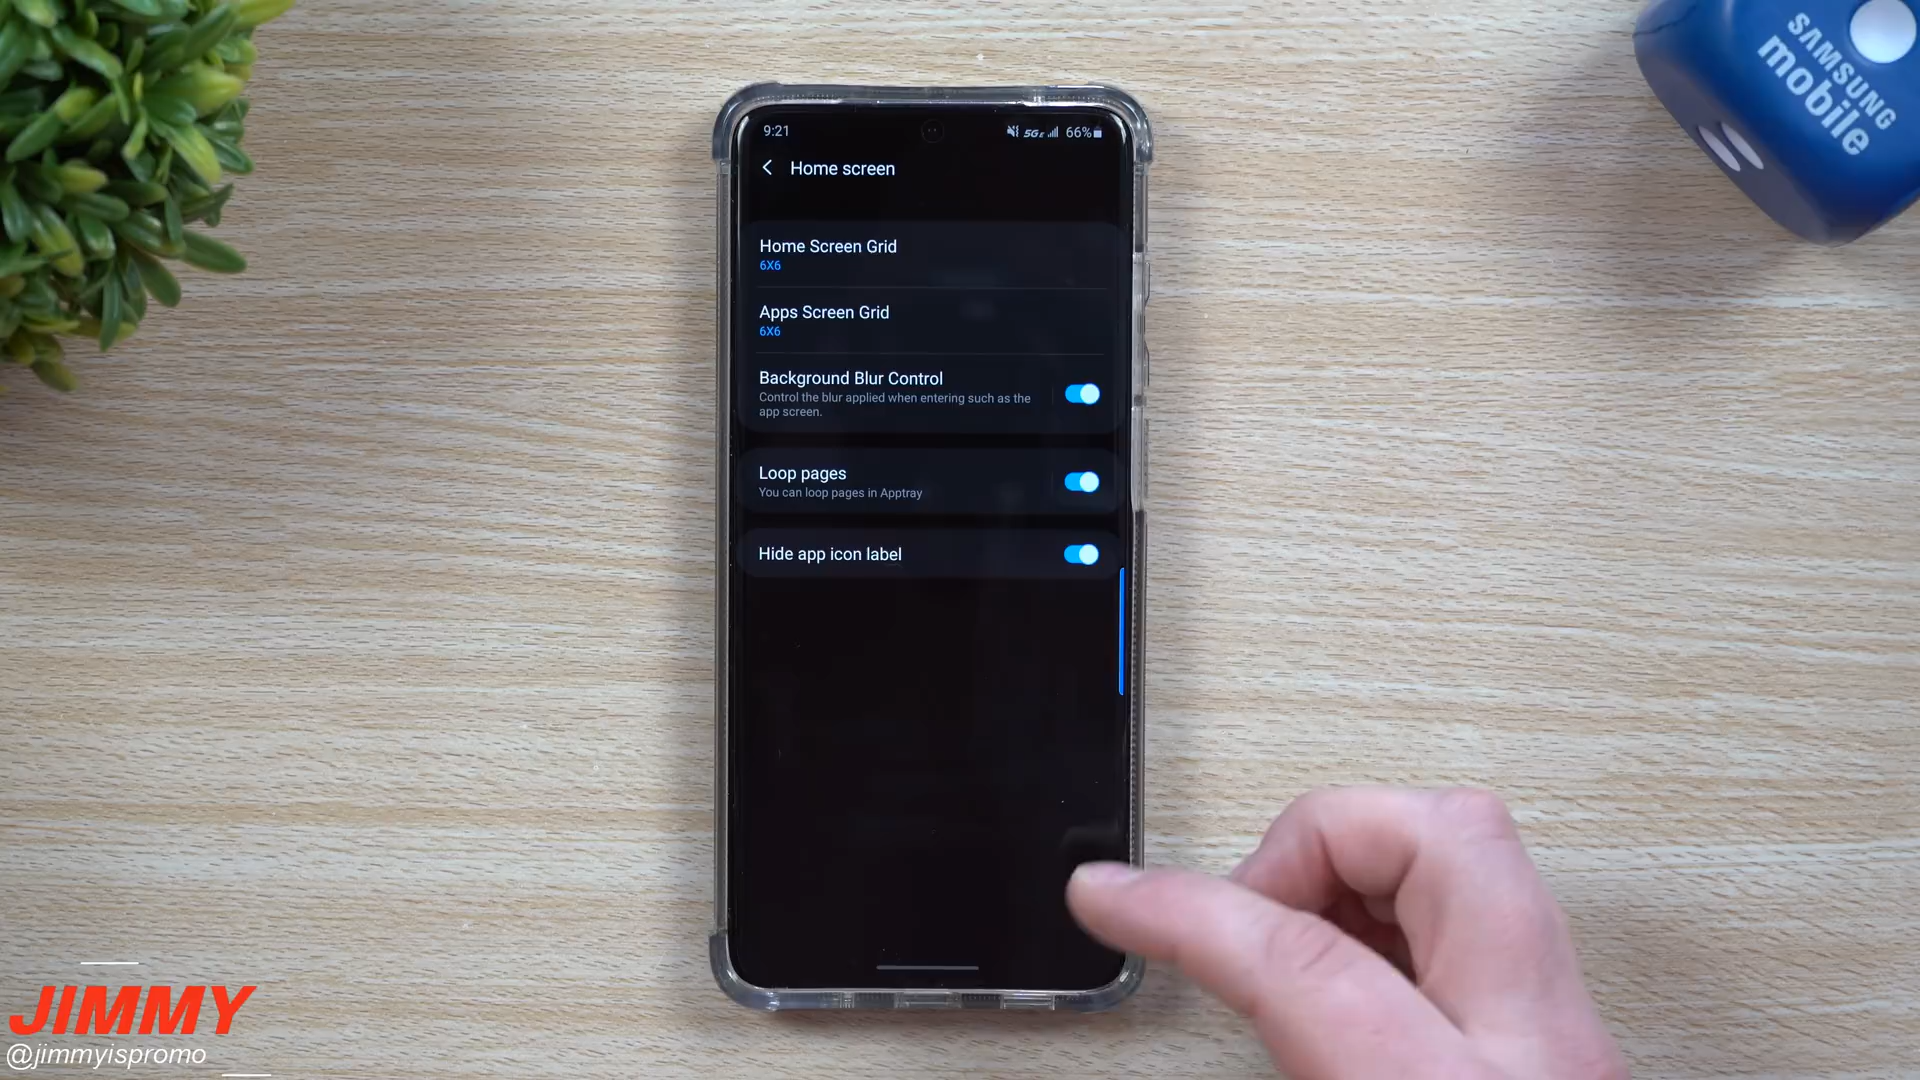 SAMSUNG
mobile
9:21
5GE 66%
Home screen
Home Screen Grid
6X6
Apps Screen Grid
6X6
Background Blur Control
Control the blur applied when entering such as the
app screen.
Loop pages
You can loop pages in Apptray
Hide app icon label
JIMMY
@jimmyispromo